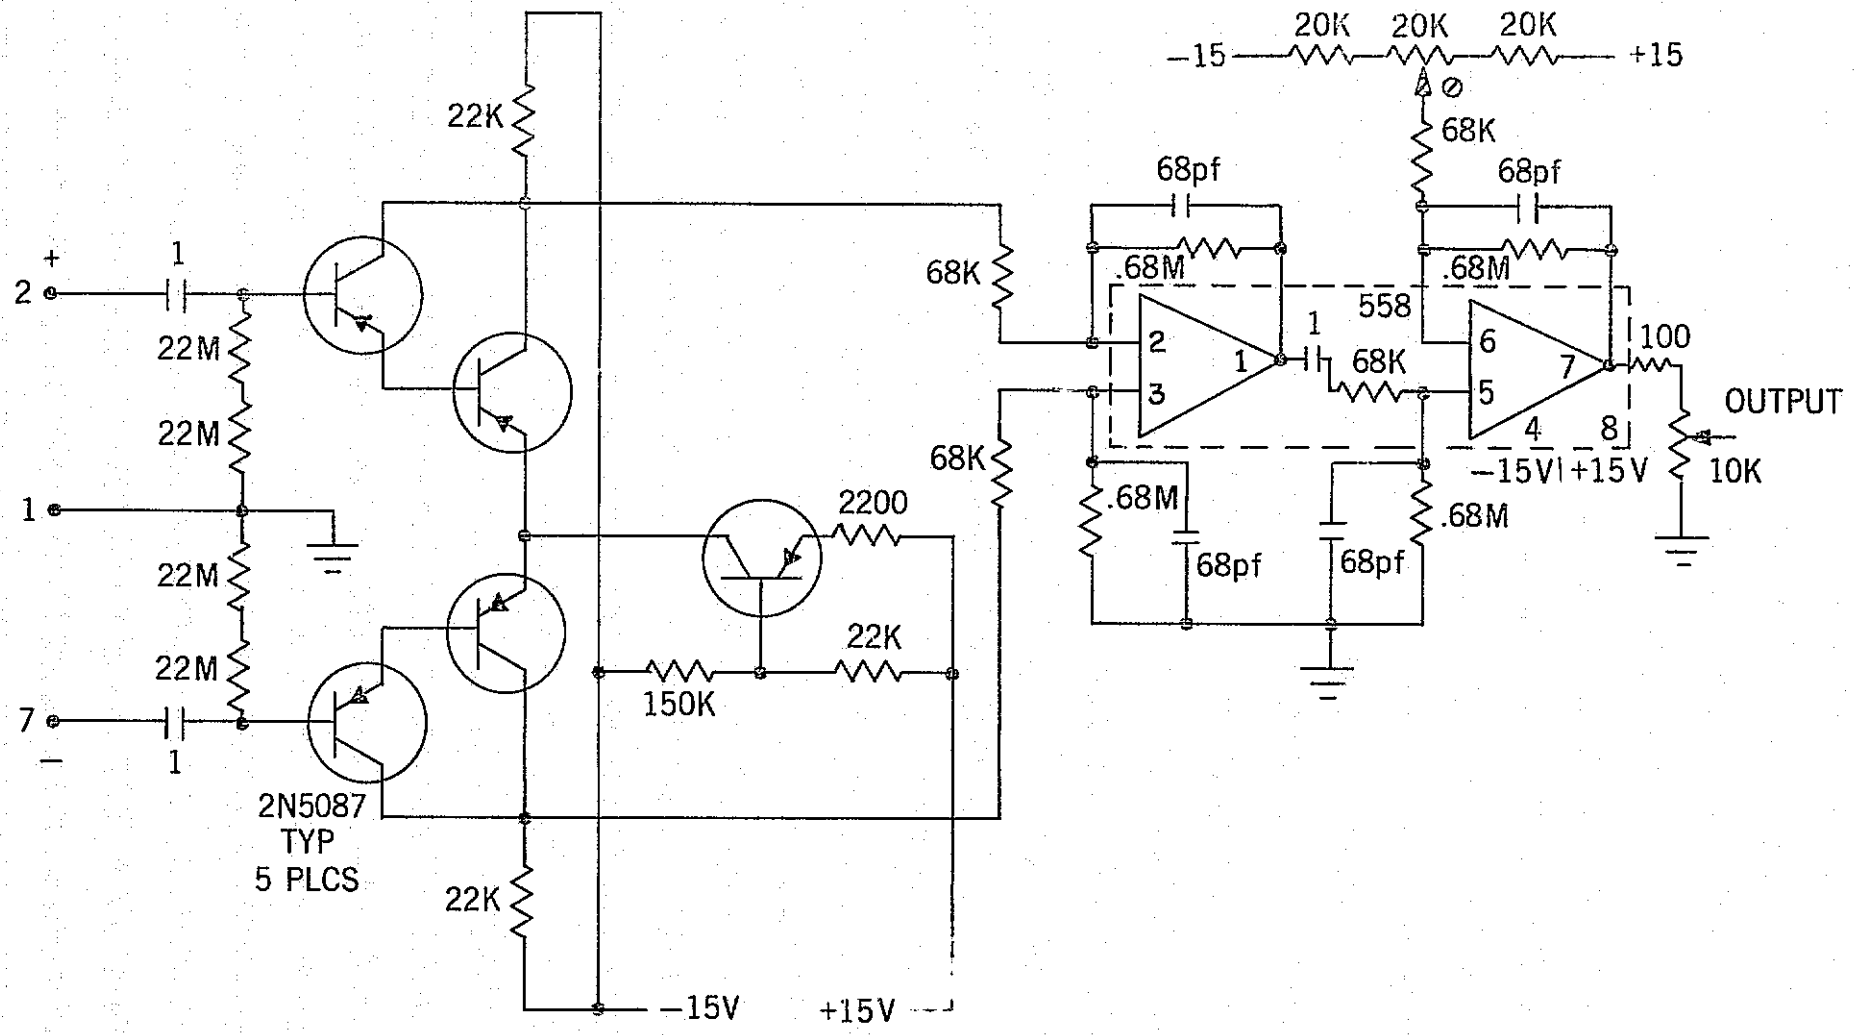 20K 20K 20K
−15 +15
22K
68K
68pf 68pf
+ 1
2
68K
.68M .68M
558
22M
2 1 1 68K 6 7 100
3 5
OUTPUT
22M
4 8
68K
−15V +15V 10K
1
2200
.68M .68M
68pf 68pf
22M
22K
22M
150K
7
− 1
2N5087
TYP
5 PLCS
22K
−15V +15V